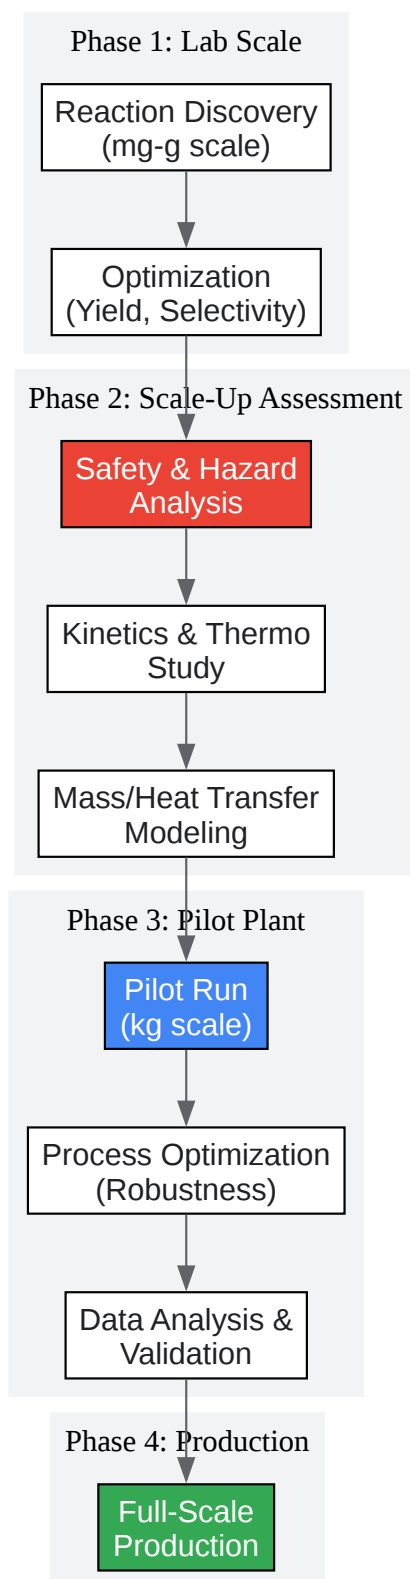 Phase 1: Lab Scale
Reaction Discovery
(mg-g scale)
Optimization
(Yield, Selectivity)
Phase 2: Scale-Up Assessment
Safety & Hazard
Analysis
Kinetics & Thermo
Study
Mass/Heat Transfer
Modeling
Phase 3: Pilot Plant
Pilot Run
(kg scale)
Process Optimization
(Robustness)
Data Analysis &
Validation
Phase 4: Production
Full-Scale
Production